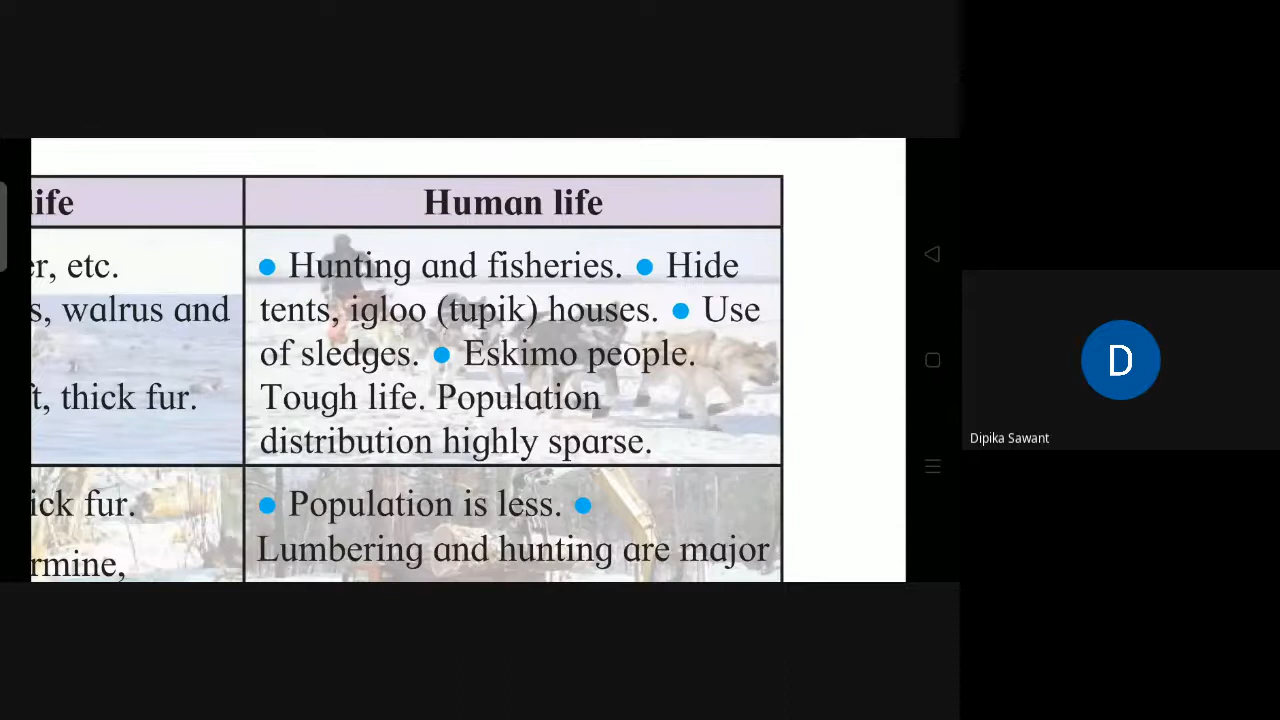 life
Human life
er, etc.
s, walrus and
t, thick fur.
● Hunting and fisheries. ● Hide
tents, igloo (tupik) houses. ● Use
of sledges. ● Eskimo people.
Tough life. Population
distribution highly sparse.
ick fur.
rmine,
● Population is less. ●
Lumbering and hunting are major
D
Dipika Sawant